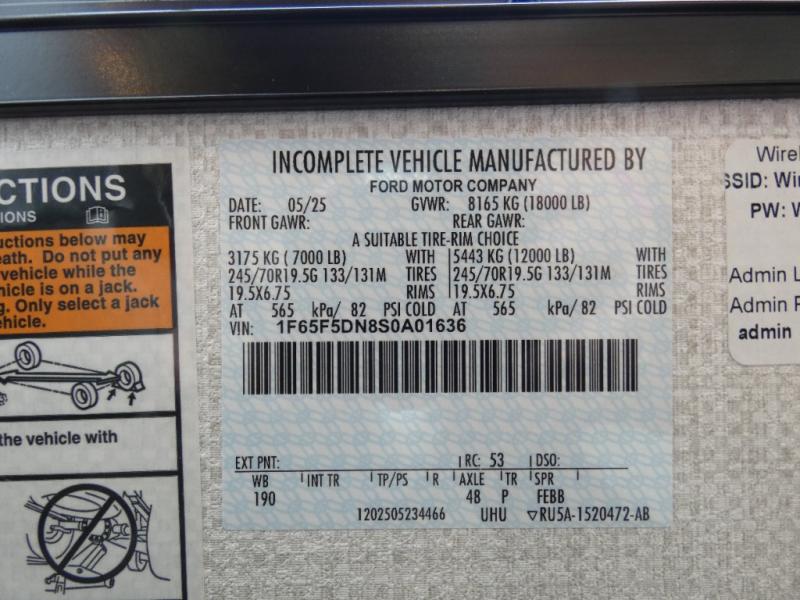 CTIONS
IONS
uctions below may
eath. Do not put any
vehicle while the
hicle is on a jack.
g. Only select a jack
ehicle.
the vehicle with
INCOMPLETE VEHICLE MANUFACTURED BY
FORD MOTOR COMPANY
DATE: 05/25 GVWR: 8165 KG (18000 LB)
FRONT GAWR: REAR GAWR:
A SUITABLE TIRE-RIM CHOICE
3175 KG ( 7000 LB) WITH 5443 KG (12000 LB) WITH
245/70R19.5G 133/131M TIRES 245/70R19.5G 133/131M TIRES
19.5X6.75 RIMS 19.5X6.75 RIMS
AT 565 kPa/ 82 PSI COLD AT 565 kPa/ 82 PSI COLD
VIN: 1F65F5DN8S0A01636
EXT PNT: RC: 53 DSO:
WB INT TR TP/PS R AXLE TR SPR
190 48 P FEBB
1202505234466 UHU ▽RU5A-1520472-AB
Wirel
SSID: Win
PW: W
Admin L
Admin P
admin